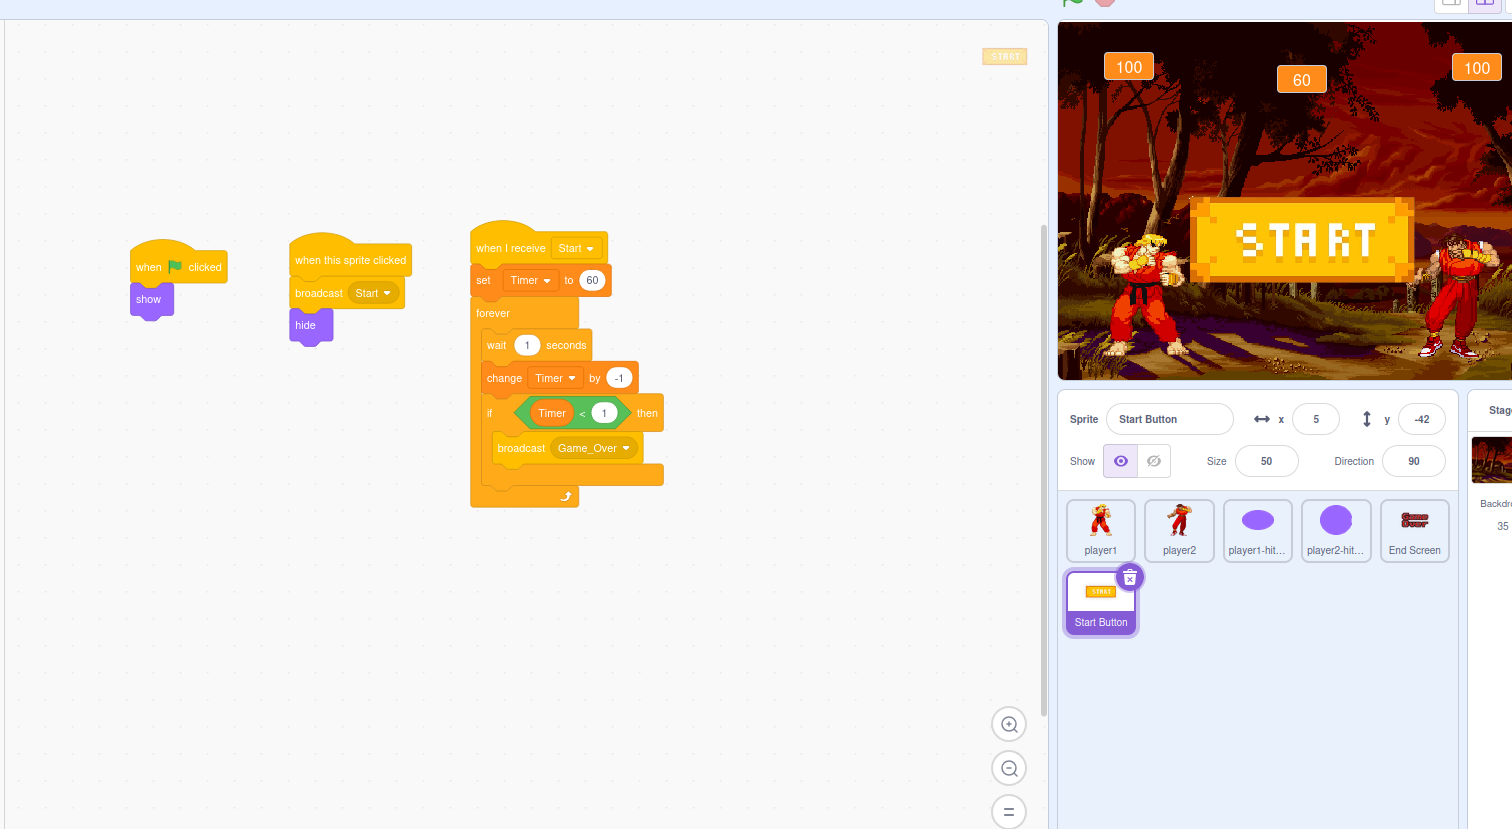 START
when clicked
show
when this sprite clicked
broadcast Start
hide
when I receive Start
set Timer to 60
forever
wait 1 seconds
change Timer by -1
if Timer < 1 then
broadcast Game_Over
100
60
100
START
Sprite Start Button x 5 y -42
Show Size 50 Direction 90
Stag
Game
Over
player1
player2
player1-hit...
player2-hit...
End Screen
Backdr
35
START
Start Button